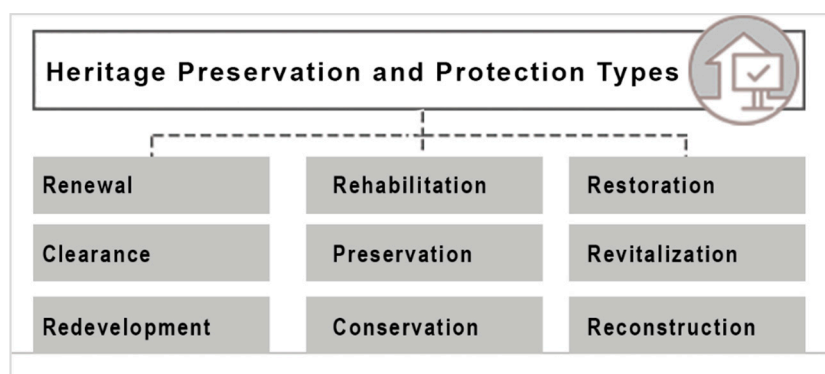 Heritage Preservation and Protection Types
Renewal
Rehabilitation
Restoration
Clearance
Preservation
Revitalization
Redevelopment
Conservation
Reconstruction